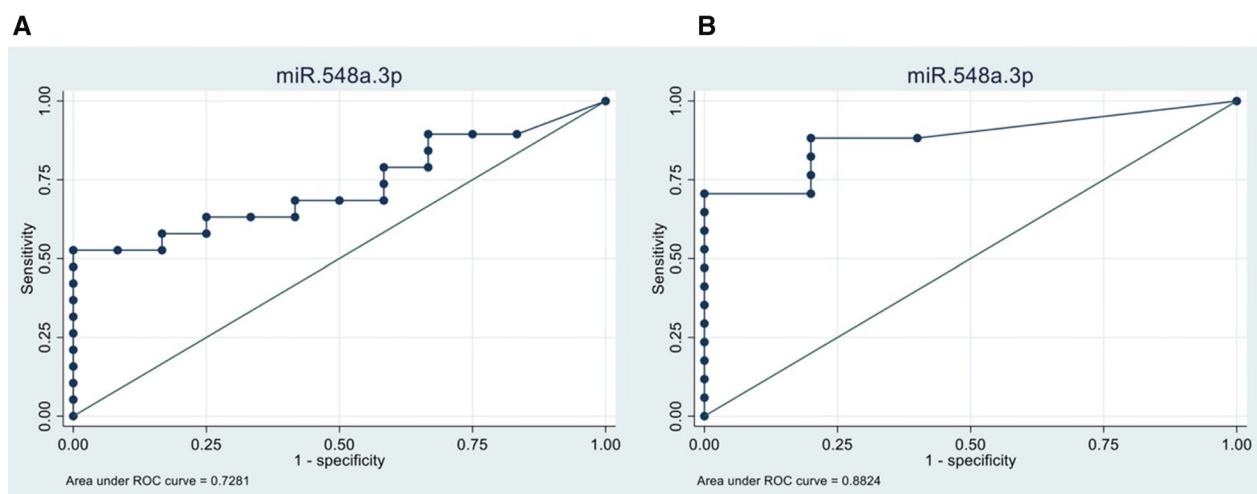 A
B
miR.548a.3p
Sensitivity
1.00
0.75
0.50
0.25
0.00
0.00 0.25 0.50 0.75 1.00
1 - specificity
Area under ROC curve = 0.7281
miR.548a.3p
Sensitivity
1.00
0.75
0.50
0.25
0.00
0.00 0.25 0.50 0.75 1.00
1 - specificity
Area under ROC curve = 0.8824